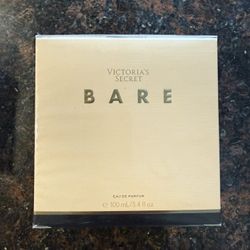 VICTORIA'S
SECRET
BARE
EAU DE PARFUM
℮ 100 mL/3.4 fl oz